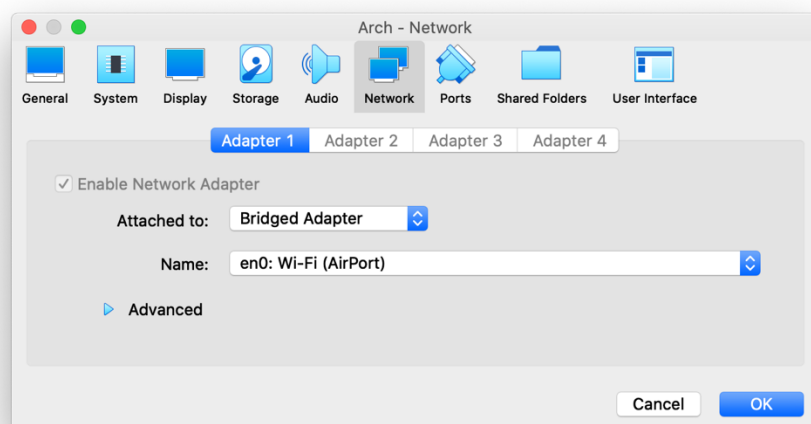 Arch - Network
General System Display Storage Audio Network Ports Shared Folders User Interface
Adapter 1 Adapter 2 Adapter 3 Adapter 4
Enable Network Adapter
Attached to: Bridged Adapter
Name: en0: Wi-Fi (AirPort)
Advanced
Cancel OK